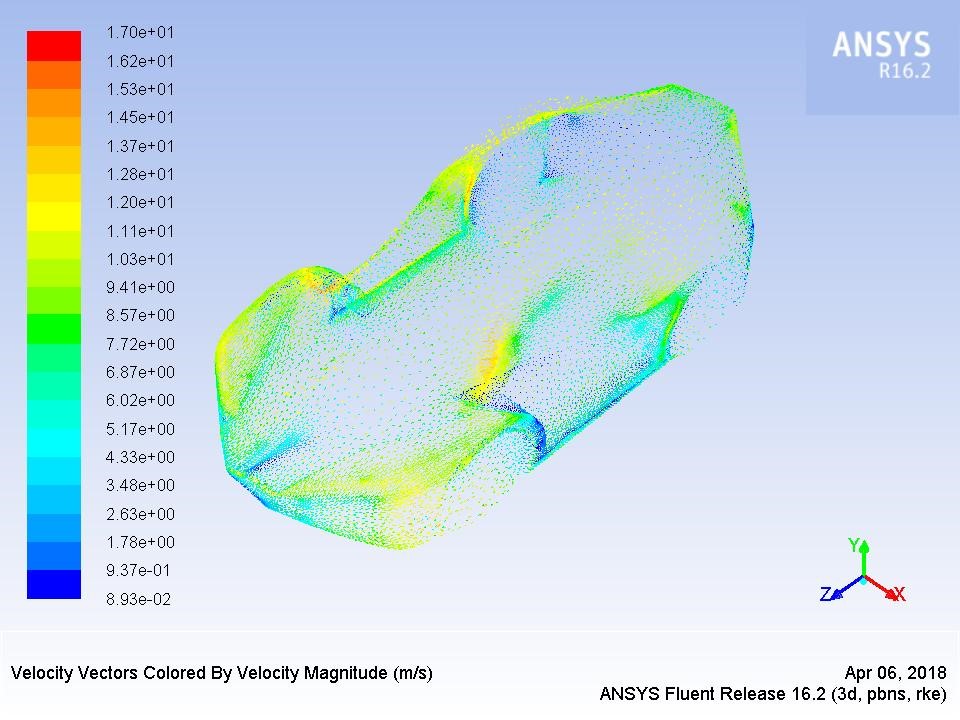 1.70e+01
1.62e+01
1.53e+01
1.45e+01
1.37e+01
1.28e+01
1.20e+01
1.11e+01
1.03e+01
9.41e+00
8.57e+00
7.72e+00
6.87e+00
6.02e+00
5.17e+00
4.33e+00
3.48e+00
2.63e+00
1.78e+00
9.37e-01
8.93e-02
ANSYS
R16.2
Y
Z
X
Velocity Vectors Colored By Velocity Magnitude (m/s)
Apr 06, 2018
ANSYS Fluent Release 16.2 (3d, pbns, rke)